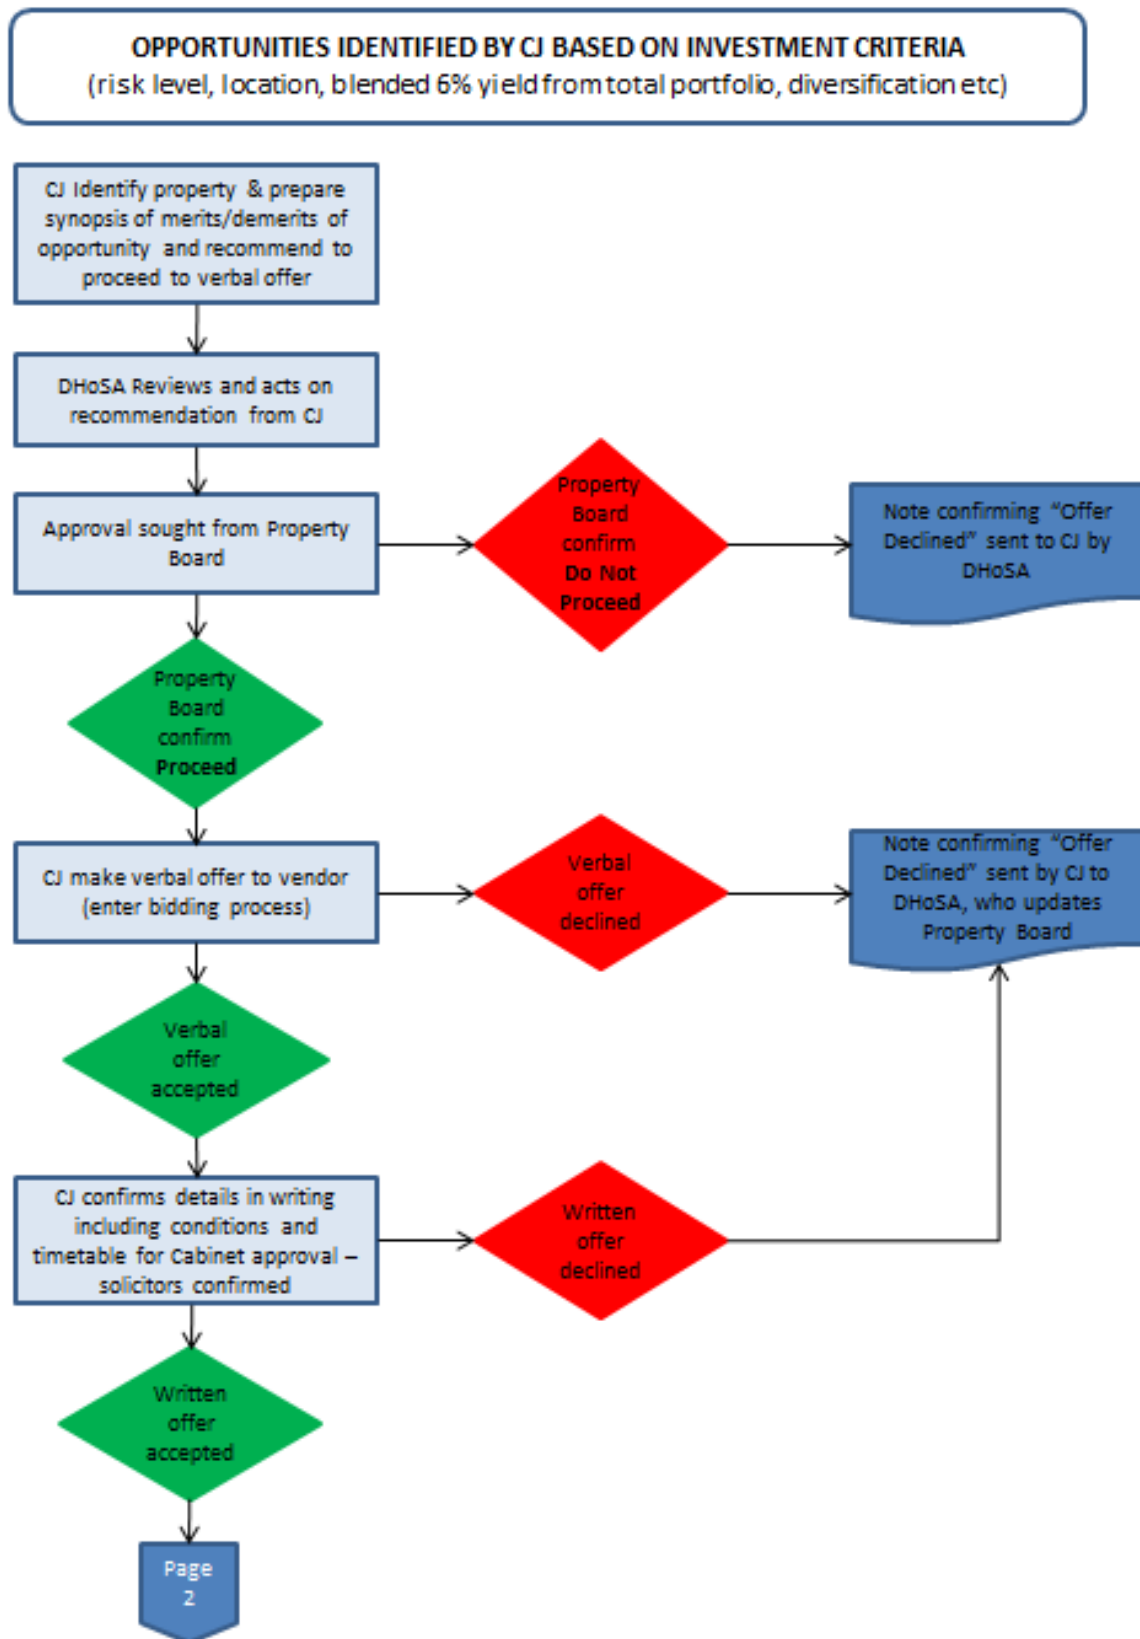 OPPORTUNITIES IDENTIFIED BY CJ BASED ON INVESTMENT CRITERIA
(risk level, location, blended 6% yield from total portfolio, diversification etc)
CJ Identify property & prepare
synopsis of merits/demerits of
opportunity and recommend to
proceed to verbal offer
DHoSA Reviews and acts on
recommendation from CJ
Approval sought from Property
Board
Property
Board
confirm
Do Not
Proceed
Note confirming "Offer
Declined" sent to CJ by
DHoSA
Property
Board
confirm
Proceed
CJ make verbal offer to vendor
(enter bidding process)
Verbal
offer
declined
Note confirming "Offer
Declined" sent by CJ to
DHoSA, who updates
Property Board
Verbal
offer
accepted
CJ confirms details in writing
including conditions and
timetable for Cabinet approval –
solicitors confirmed
Written
offer
declined
Written
offer
accepted
Page
2